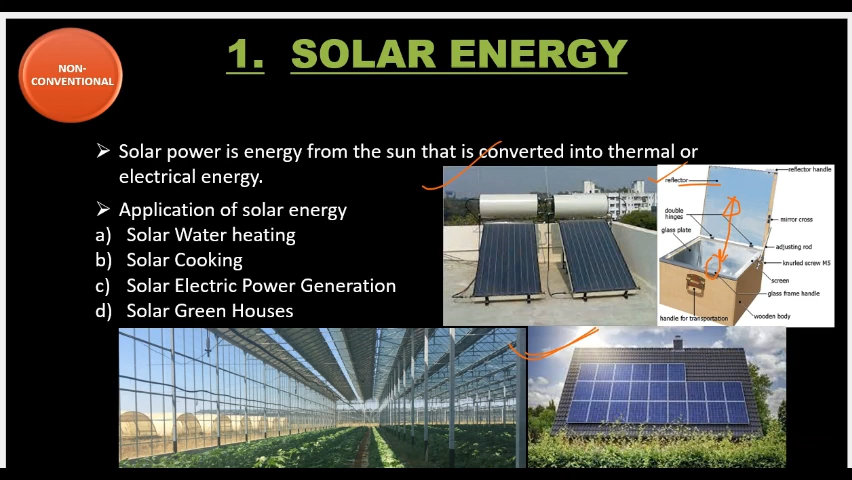 NON-
CONVENTIONAL
1. SOLAR ENERGY
➢ Solar power is energy from the sun that is converted into thermal or
electrical energy.
➢ Application of solar energy
a) Solar Water heating
b) Solar Cooking
c) Solar Electric Power Generation
d) Solar Green Houses
reflector handle
reflector
double
hinges
mirror cross
glass plate
adjusting rod
knurled screw M5
screen
glass frame handle
handle for transportation
wooden body